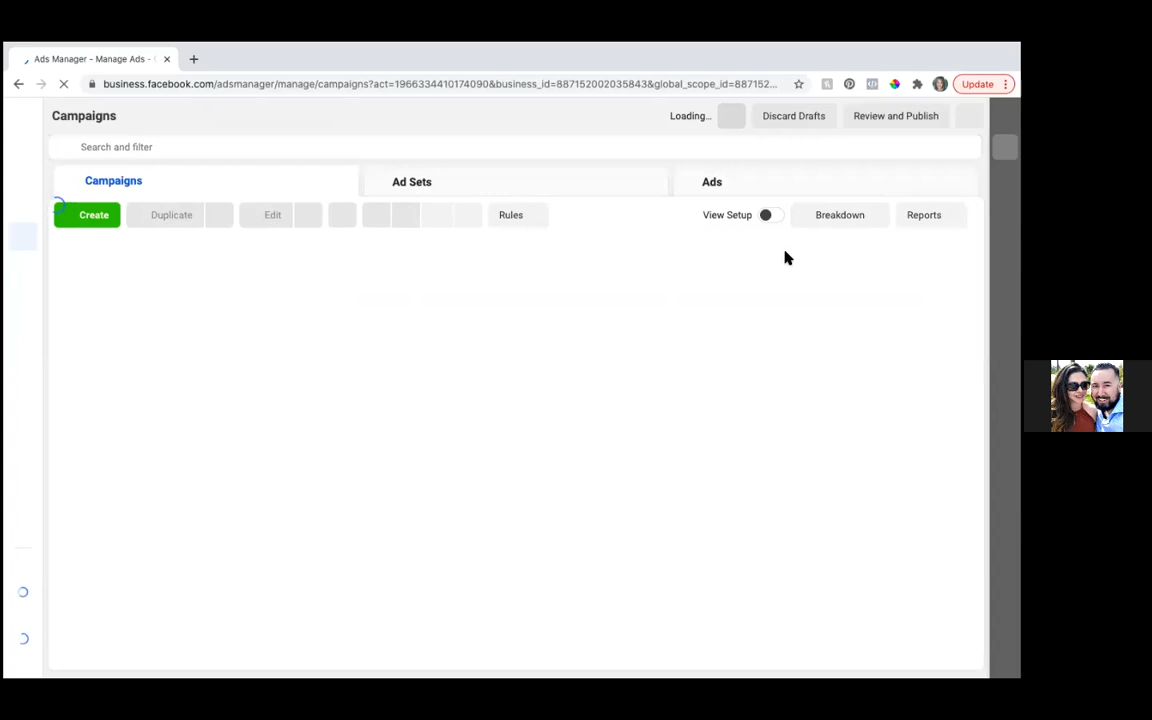 Ads Manager - Manage Ads - (
business.facebook.com/adsmanager/manage/campaigns?act=1966334410174090&business_id=887152002035843&global_scope_id=887152...
Update
Campaigns
Loading...
Discard Drafts
Review and Publish
Search and filter
Campaigns
Ad Sets
Ads
Create
Duplicate
Edit
Rules
View Setup
Breakdown
Reports